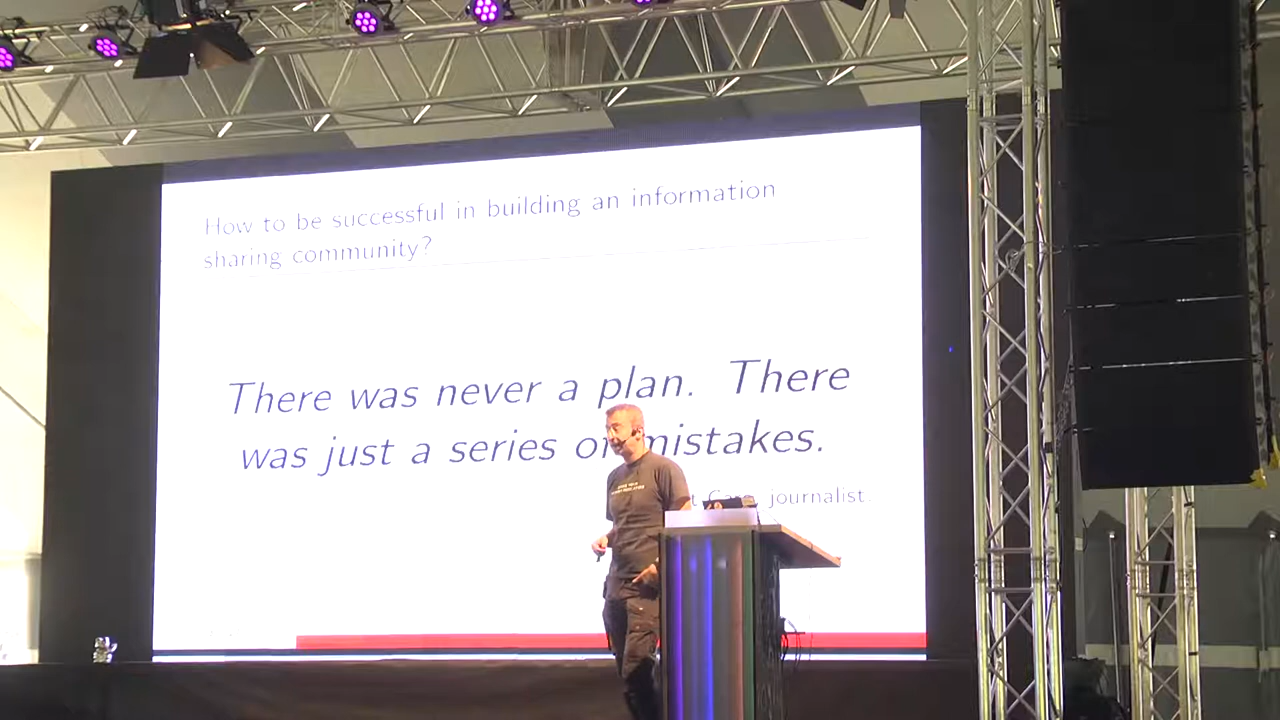 How to be successful in building an information
sharing community?
There was never a plan. There
was just a series of mistakes.
journalist.